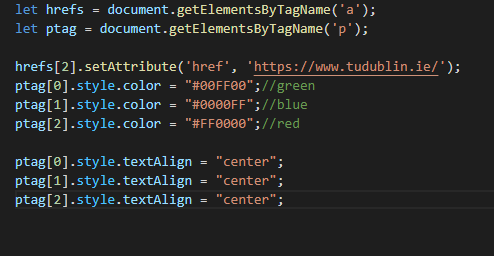 let hrefs = document.getElementsByTagName('a');
let ptag = document.getElementsByTagName('p');
hrefs[2].setAttribute('href', 'https://www.tudublin.ie/');
ptag[0].style.color = "#00FF00";//green
ptag[1].style.color = "#0000FF";//blue
ptag[2].style.color = "#FF0000";//red
ptag[0].style.textAlign = "center";
ptag[1].style.textAlign = "center";
ptag[2].style.textAlign = "center";